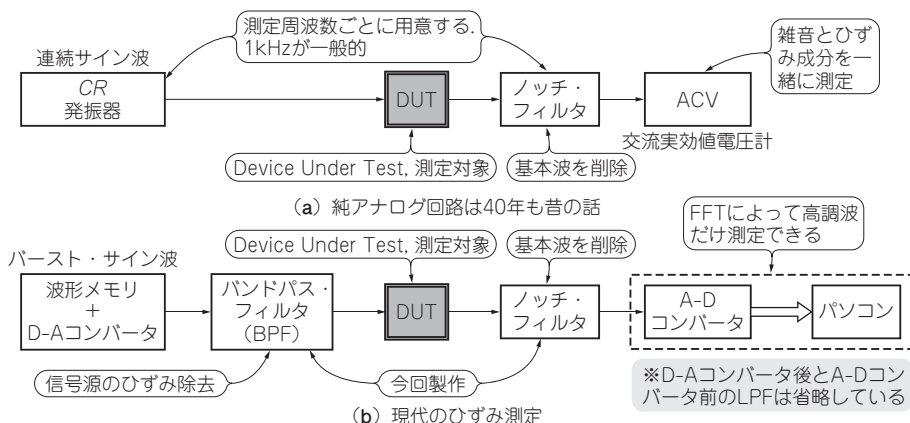 測定周波数ごとに用意する.
1kHzが一般的
連続サイン波
CR
発振器
DUT
ノッチ・
フィルタ
ACV
交流実効値電圧計
雑音とひず
み成分を一
緒に測定
Device Under Test, 測定対象
基本波を削除
(a) 純アナログ回路は40年も昔の話
FFTによって高調波
だけ測定できる
Device Under Test, 測定対象
基本波を削除
バースト・サイン波
波形メモリ
+
D-Aコンバータ
バンドパス・
フィルタ
(BPF)
DUT
ノッチ・
フィルタ
A-D
コンバータ
パソコン
信号源のひずみ除去
今回製作
※D-Aコンバータ後とA-Dコン
バータ前のLPFは省略している
(b) 現代のひずみ測定